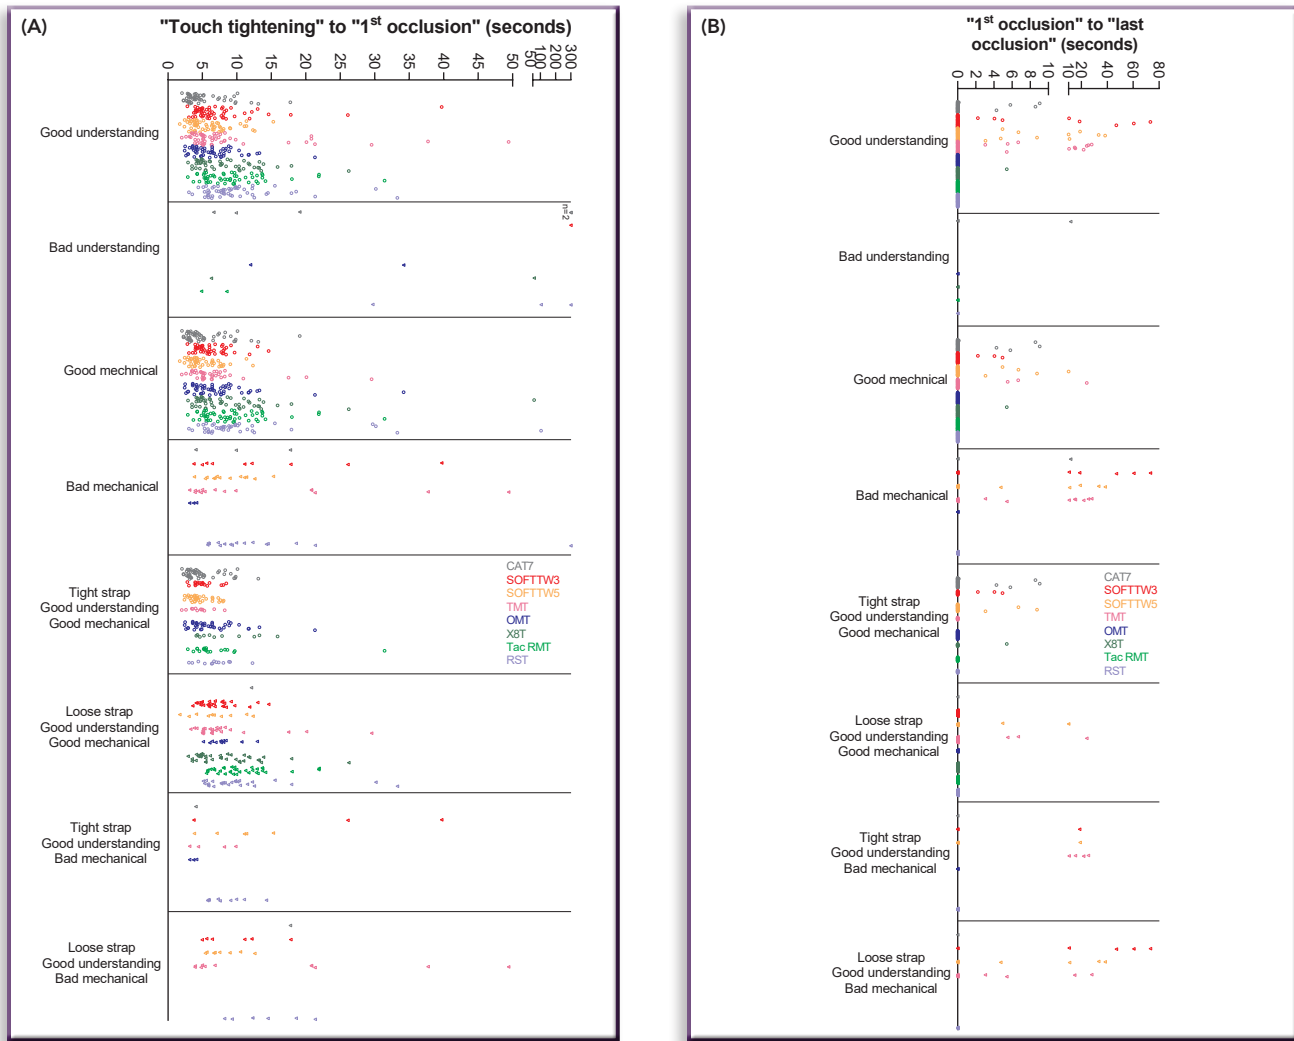 (A)
"Touch tightening" to "1st occlusion" (seconds)
0 5 10 15 20 25 30 35 40 45 50 50 100 200 300
Good understanding
n=2
Bad understanding
Good mechnical
Bad mechanical
Tight strap
Good understanding
Good mechanical
CAT7
SOFTTW3
SOFTTW5
TMT
OMT
X8T
Tac RMT
RST
Loose strap
Good understanding
Good mechanical
Tight strap
Good understanding
Bad mechanical
Loose strap
Good understanding
Bad mechanical
(B)
"1st occlusion" to "last
occlusion" (seconds)
0 2 4 6 8 10 10 20 40 60 80
Good understanding
Bad understanding
Good mechnical
Bad mechanical
Tight strap
Good understanding
Good mechanical
CAT7
SOFTTW3
SOFTTW5
TMT
OMT
X8T
Tac RMT
RST
Loose strap
Good understanding
Good mechanical
Tight strap
Good understanding
Bad mechanical
Loose strap
Good understanding
Bad mechanical